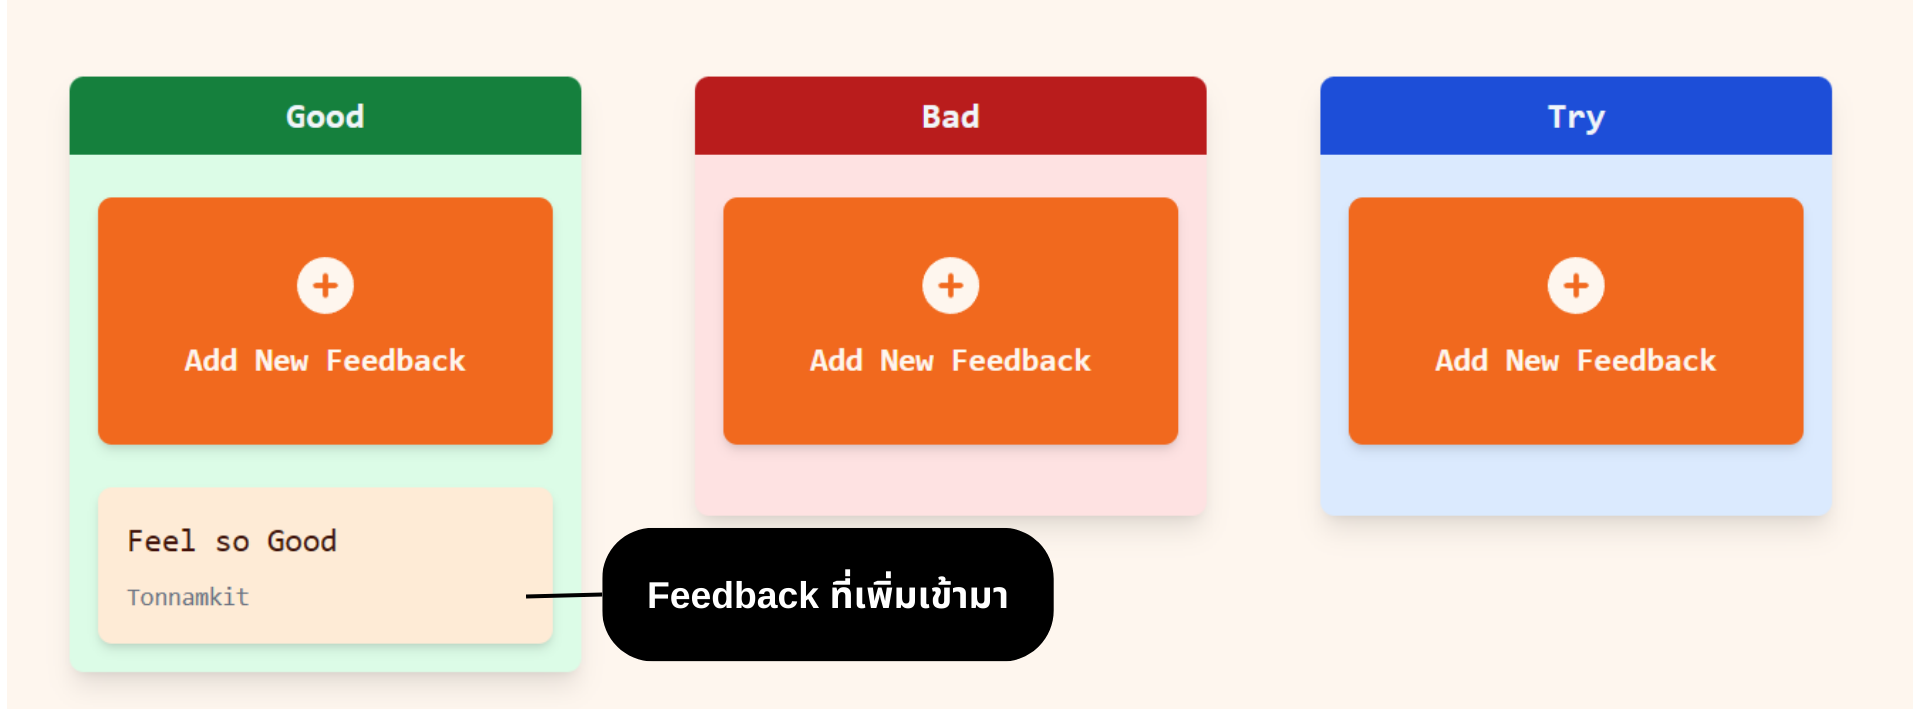 Good
Add New Feedback
Feel so Good
Tonnamkit
Bad
Add New Feedback
Try
Add New Feedback
Feedback ที่เพิ่มเข้ามา